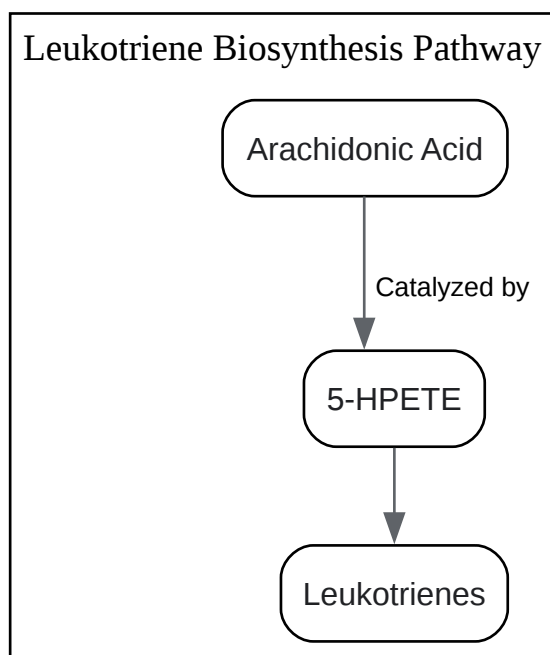 Leukotriene Biosynthesis Pathway
Arachidonic Acid
Catalyzed by
5-HPETE
Leukotrienes